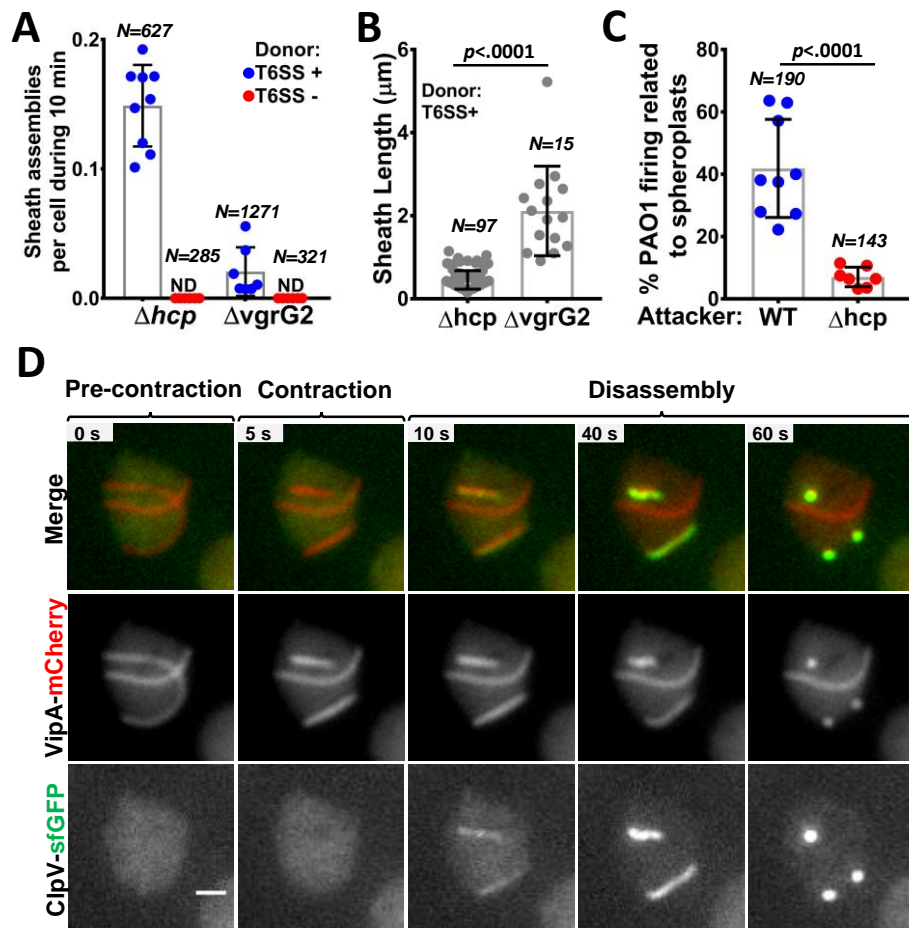 A
Sheath assemblies
per cell during 10 min
0.2
0.1
0.0
N=627
Donor:
T6SS +
T6SS -
N=285
ND
N=1271
N=321
ND
Δhcp
ΔvgrG2
B
Sheath Length (μm)
6
4
2
0
p<.0001
Donor:
T6SS+
N=97
N=15
Δhcp
ΔvgrG2
C
% PAO1 firing related
to spheroplasts
80
60
40
20
0
p<.0001
N=190
N=143
Attacker: WT Δhcp
D
Pre-contraction
Contraction
Disassembly
0 s
5 s
10 s
40 s
60 s
Merge
VipA-mCherry
ClpV-sfGFP